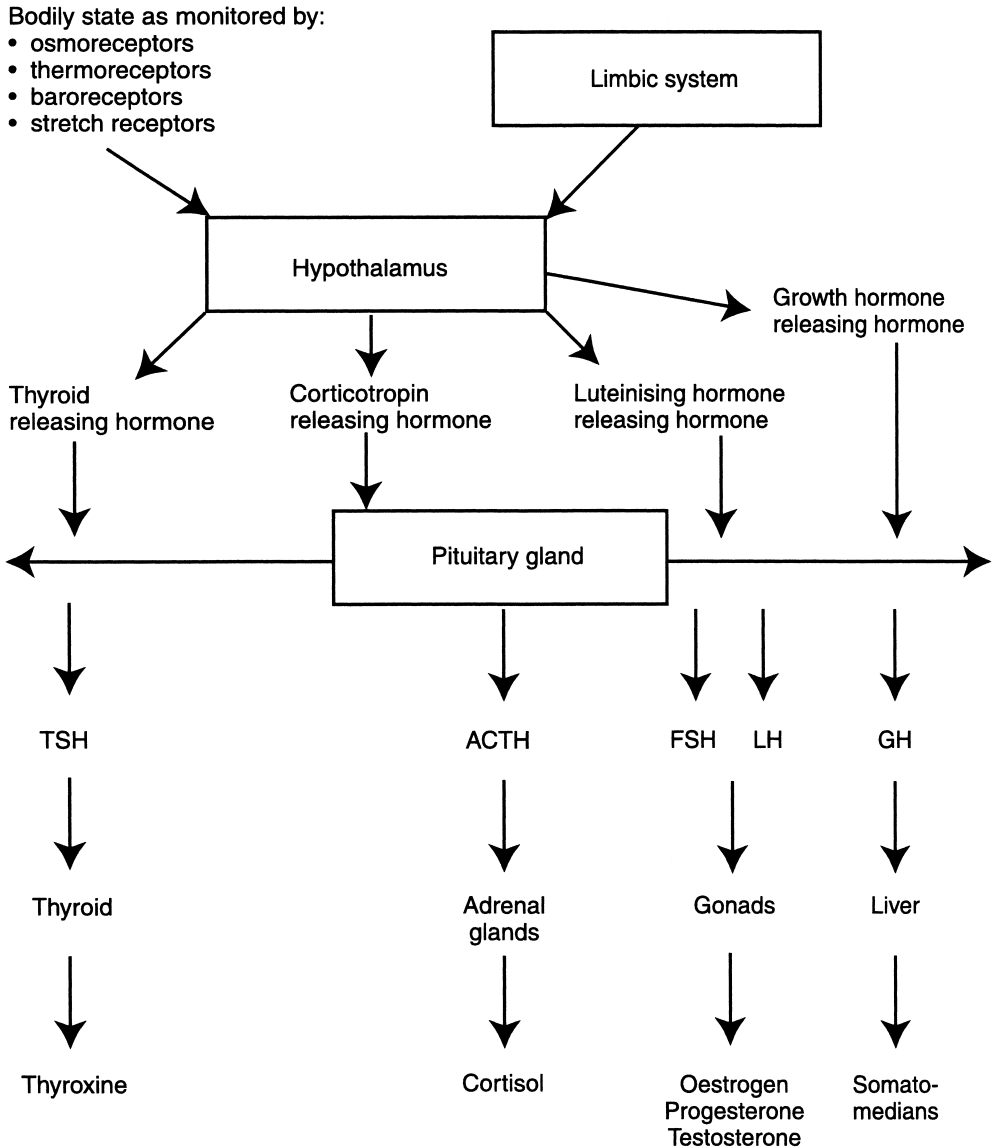 Bodily state as monitored by:
• osmoreceptors
• thermoreceptors
• baroreceptors
• stretch receptors
Limbic system
Hypothalamus
Growth hormone
releasing hormone
Thyroid
releasing hormone
Corticotropin
releasing hormone
Luteinising hormone
releasing hormone
Pituitary gland
TSH
ACTH
FSH
LH
GH
Thyroid
Adrenal
glands
Gonads
Liver
Thyroxine
Cortisol
Oestrogen
Progesterone
Testosterone
Somato-
medians